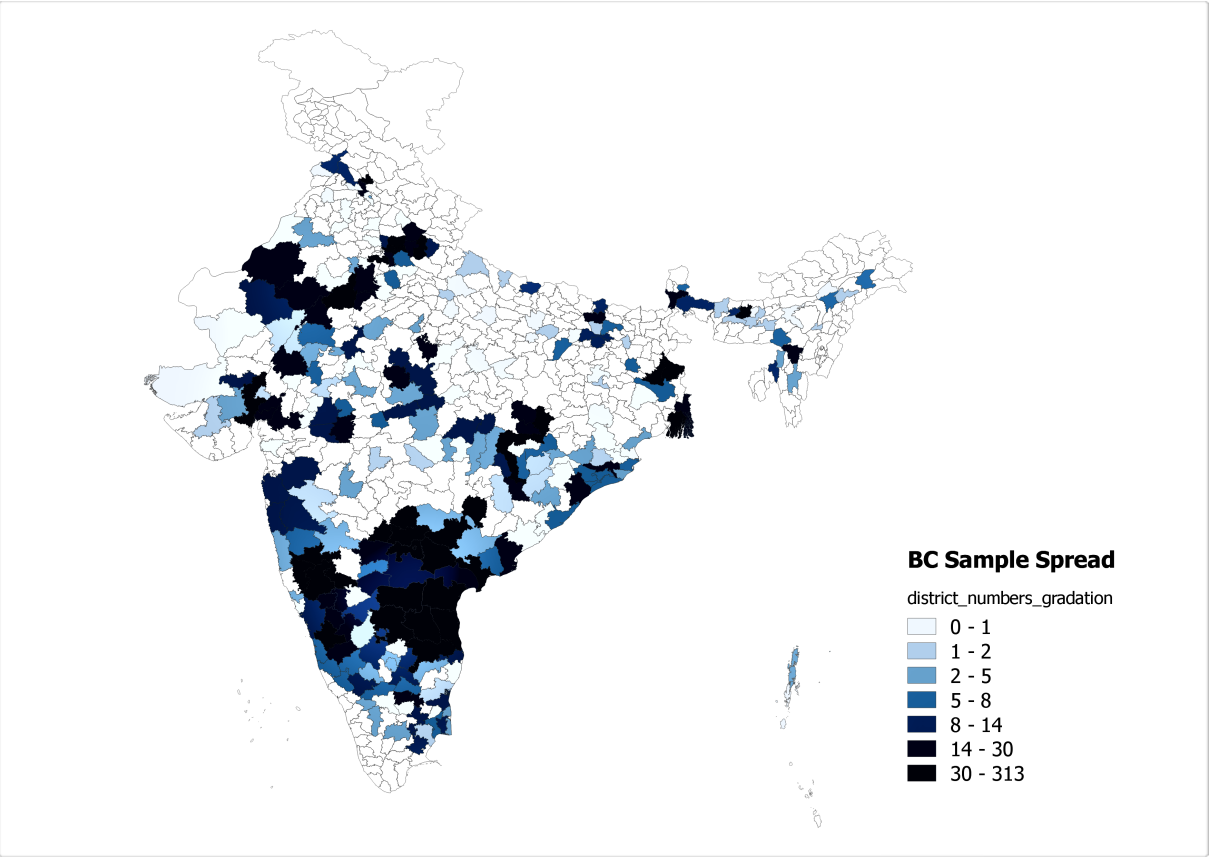 BC Sample Spread
district_numbers_gradation
0 - 1
1 - 2
2 - 5
5 - 8
8 - 14
14 - 30
30 - 313